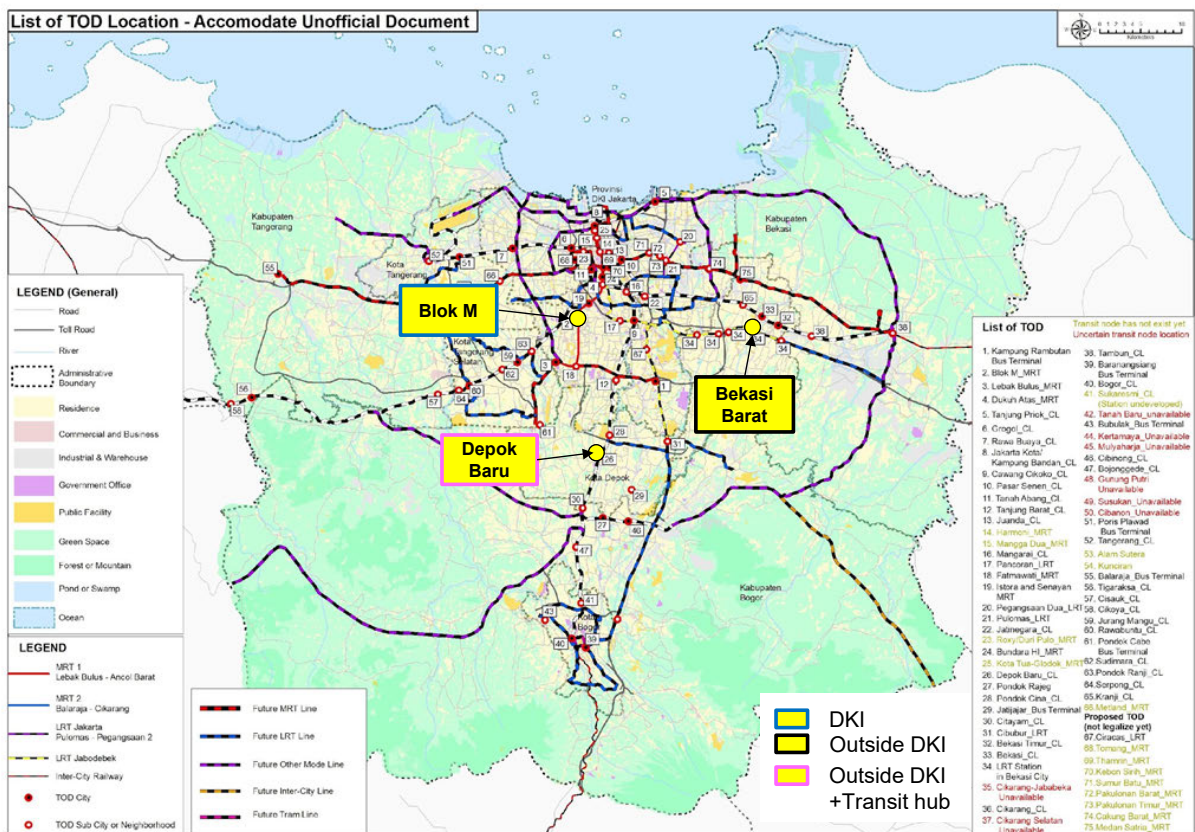 List of TOD Location - Accomodate Unofficial Document
Kilometers
Provinsi
DKI Jakarta
Kabupaten
Tangerang
Kabupaten
Bekasi
Kota
Tangerang
Blok M
Kota
Tangerang
Selatan
Bekasi
Barat
Depok
Baru
Kota Depok
Kabupaten
Bogor
Kota
Bogor
LEGEND (General)
Road
Toll Road
River
Administrative
Boundary
Residence
Commercial and Business
Industrial & Warehouse
Government Office
Public Facility
Green Space
Forest or Mountain
Pond or Swamp
Ocean
LEGEND
MRT 1
Lebak Bulus - Ancol Barat
MRT 2
Balaraja - Cikarang
LRT Jakarta
Pulomas - Pegangsaan 2
LRT Jabodebek
Inter-City Railway
TOD City
TOD Sub City or Neighborhood
Future MRT Line
Future LRT Line
Future Other Mode Line
Future Inter-City Line
Future Tram Line
DKI
Outside DKI
Outside DKI
+Transit hub
List of TOD
Transit node has not exist yet
Uncertain transit node location
1. Kampung Rambutan
Bus Terminal
2. Blok M_MRT
3. Lebak Bulus_MRT
4. Dukuh Atas_MRT
5. Tanjung Priok_CL
6. Grogol_CL
7. Rawa Buaya_CL
8. Jakarta Kota/
Kampung Bandan_CL
9. Cawang Cikoko_CL
10. Pasar Senen_CL
11. Tanah Abang_CL
12. Tanjung Barat_CL
13. Juanda_CL
14. Harmoni_MRT
15. Mangga Dua_MRT
16. Mangarai_CL
17. Pancoran_LRT
18. Fatmawati_MRT
19. Istora and Senayan
MRT
20. Pegangsaan Dua_LRT
21. Pulomas_LRT
22. Jatinegara_CL
23. Roxy/Duri Pulo_MRT
24. Bundara HI_MRT
25. Kota Tua-Glodok_MRT
26. Depok Baru_CL
27. Pondok Rajeg
28. Pondok Cina_CL
29. Jatijajar_Bus Terminal
30. Citayam_CL
31. Cibubur_LRT
32. Bekasi Timur_CL
33. Bekasi_CL
34. LRT Station
in Bekasi City
35. Cikarang-Jababeka
Unavailable
36. Cikarang_CL
37. Cikarang Selatan
Unavailable
38. Tambun_CL
39. Baranangsiang
Bus Terminal
40. Bogor_CL
41. Sukaresmi_CL
(Station undeveloped)
42. Tanah Baru_unavailable
43. Bubulak_Bus Terminal
44. Kertamaya_Unavailable
45. Mulyaharja_Unavailable
46. Cibinong_CL
47. Bojonggede_CL
48. Gunung Putri
Unavailable
49. Susukan_Unavailable
50. Cibanon_Unavailable
51. Poris Plawad
Bus Terminal
52. Tangerang_CL
53. Alam Sutera
54. Kunciran
55. Balaraja_Bus Terminal
56. Tigaraksa_CL
57. Cisauk_CL
58. Cikoya_CL
59. Jurang Mangu_CL
60. Rawabuntu_CL
61. Pondok Cabe
Bus Terminal
62. Sudimara_CL
63. Pondok Ranji_CL
64. Serpong_CL
65. Kranji_CL
66. Metland_MRT
Proposed TOD
(not legalize yet)
67. Ciracas_LRT
68. Tomang_MRT
69. Thamrin_MRT
70. Kebon Sirih_MRT
71. Sumur Batu_MRT
72. Pakulonan Barat_MRT
73. Pakulonan Timur_MRT
74. Cakung Barat_MRT
75. Medan Satria_MRT